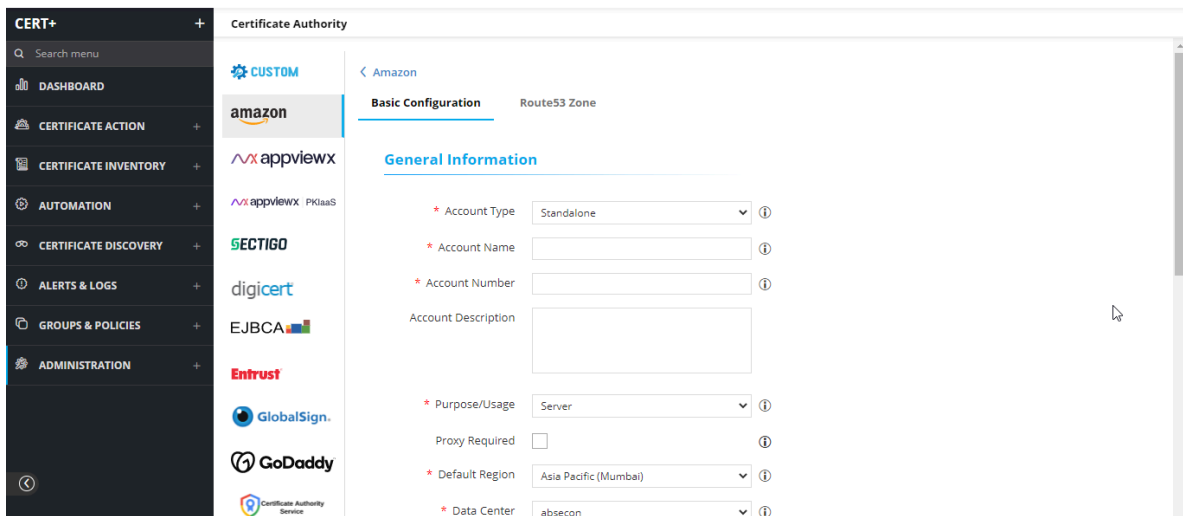 CERT+ +
Search menu
DASHBOARD
CERTIFICATE ACTION +
CERTIFICATE INVENTORY +
AUTOMATION +
CERTIFICATE DISCOVERY +
ALERTS & LOGS +
GROUPS & POLICIES +
ADMINISTRATION +
Certificate Authority
CUSTOM
amazon
appviewx
appviewx PKIaaS
SECTIGO
digicert
EJBCA
Entrust
GlobalSign.
GoDaddy
Certificate Authority
Service
Amazon
Basic Configuration Route53 Zone
General Information
* Account Type Standalone
* Account Name
* Account Number
Account Description
* Purpose/Usage Server
Proxy Required
* Default Region Asia Pacific (Mumbai)
* Data Center absecon